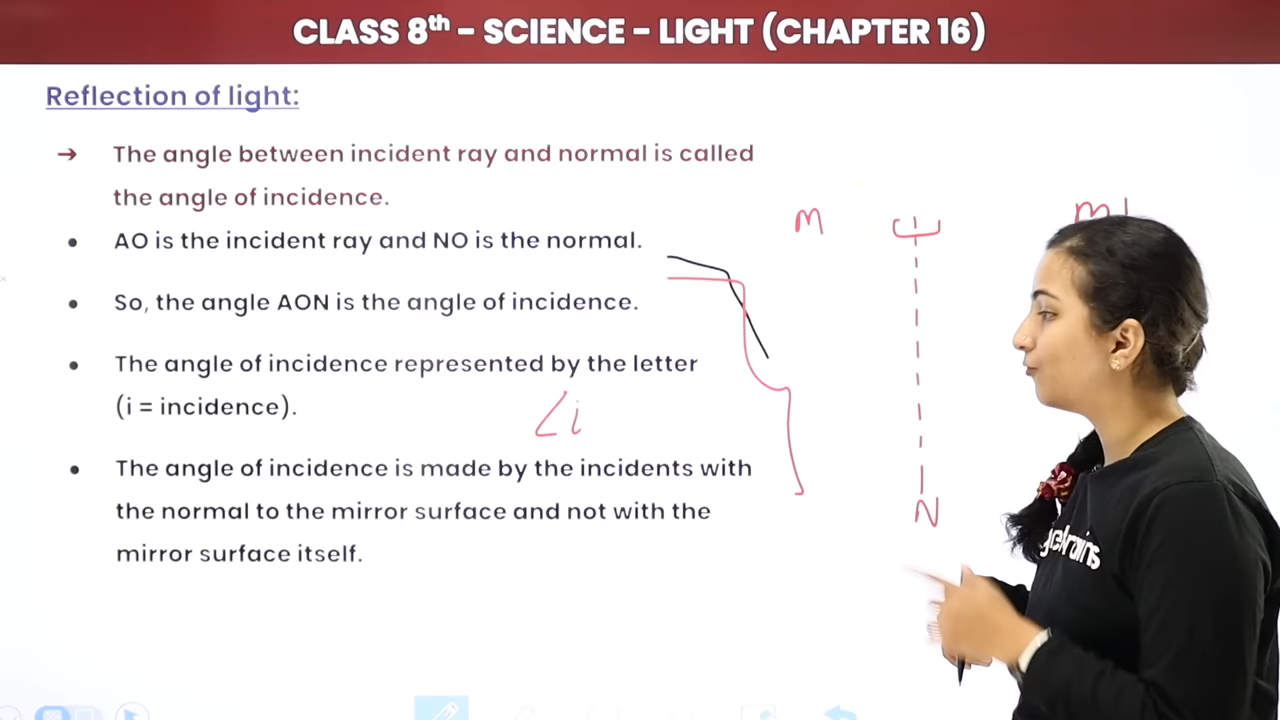 CLASS 8th – SCIENCE – LIGHT (CHAPTER 16)
Reflection of light:
→ The angle between incident ray and normal is called
the angle of incidence.
• AO is the incident ray and NO is the normal.
• So, the angle AON is the angle of incidence.
• The angle of incidence represented by the letter
(i = incidence).
∠i
• The angle of incidence is made by the incidents with
the normal to the mirror surface and not with the
mirror surface itself.
M
M
N